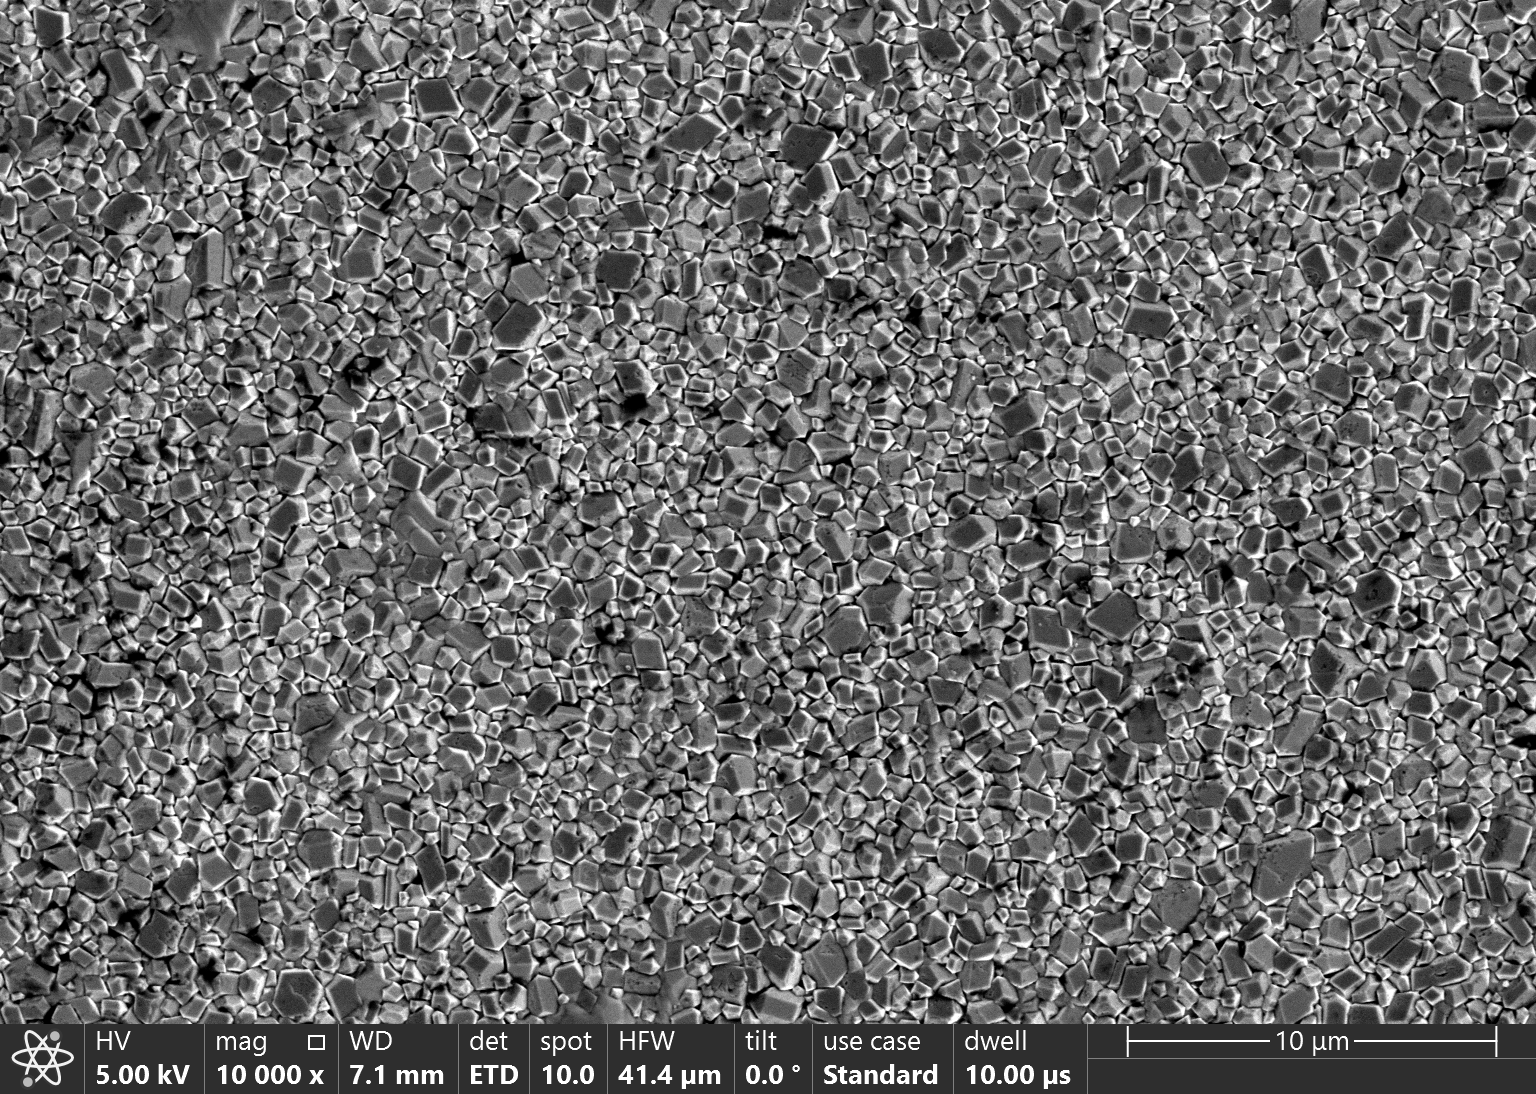 HV mag WD det spot HFW tilt use case dwell
5.00 kV 10 000 x 7.1 mm ETD 10.0 41.4 µm 0.0 ° Standard 10.00 µs
10 µm